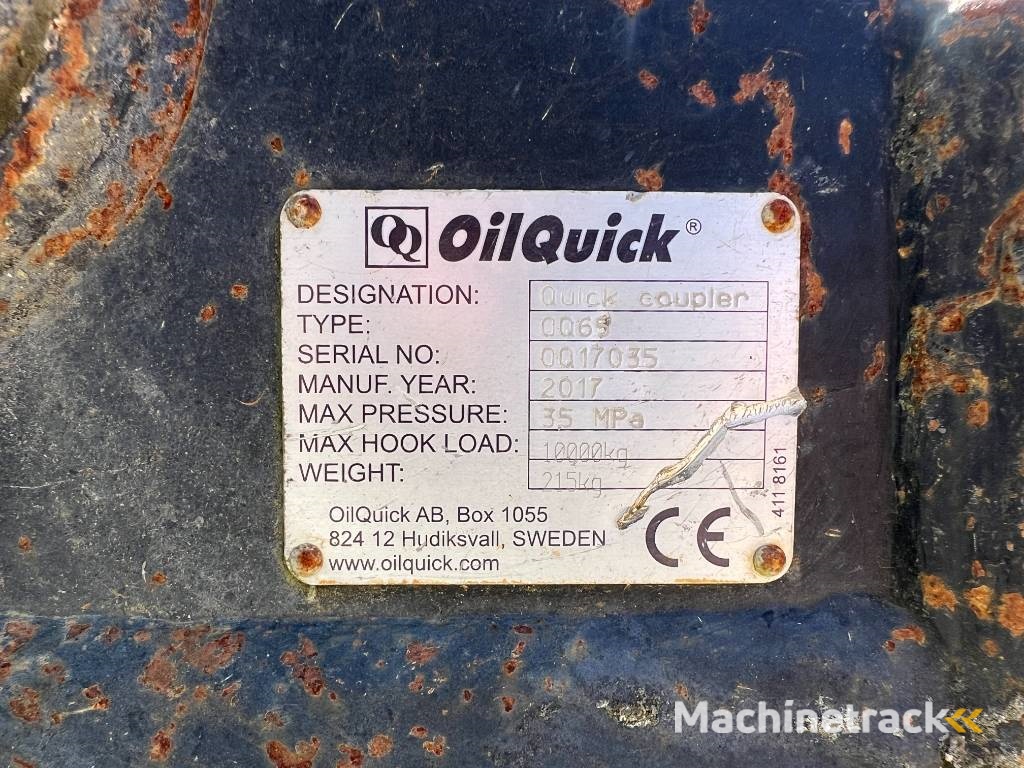 OQ OilQuick®
DESIGNATION: Quick coupler
TYPE: OQ65
SERIAL NO: OQ17035
MANUF. YEAR: 2017
MAX PRESSURE: 35 MPa
MAX HOOK LOAD: 10000kg
WEIGHT: 215kg
OilQuick AB, Box 1055
824 12 Hudiksvall, SWEDEN
www.oilquick.com
CE
411 8161
Machinetrack